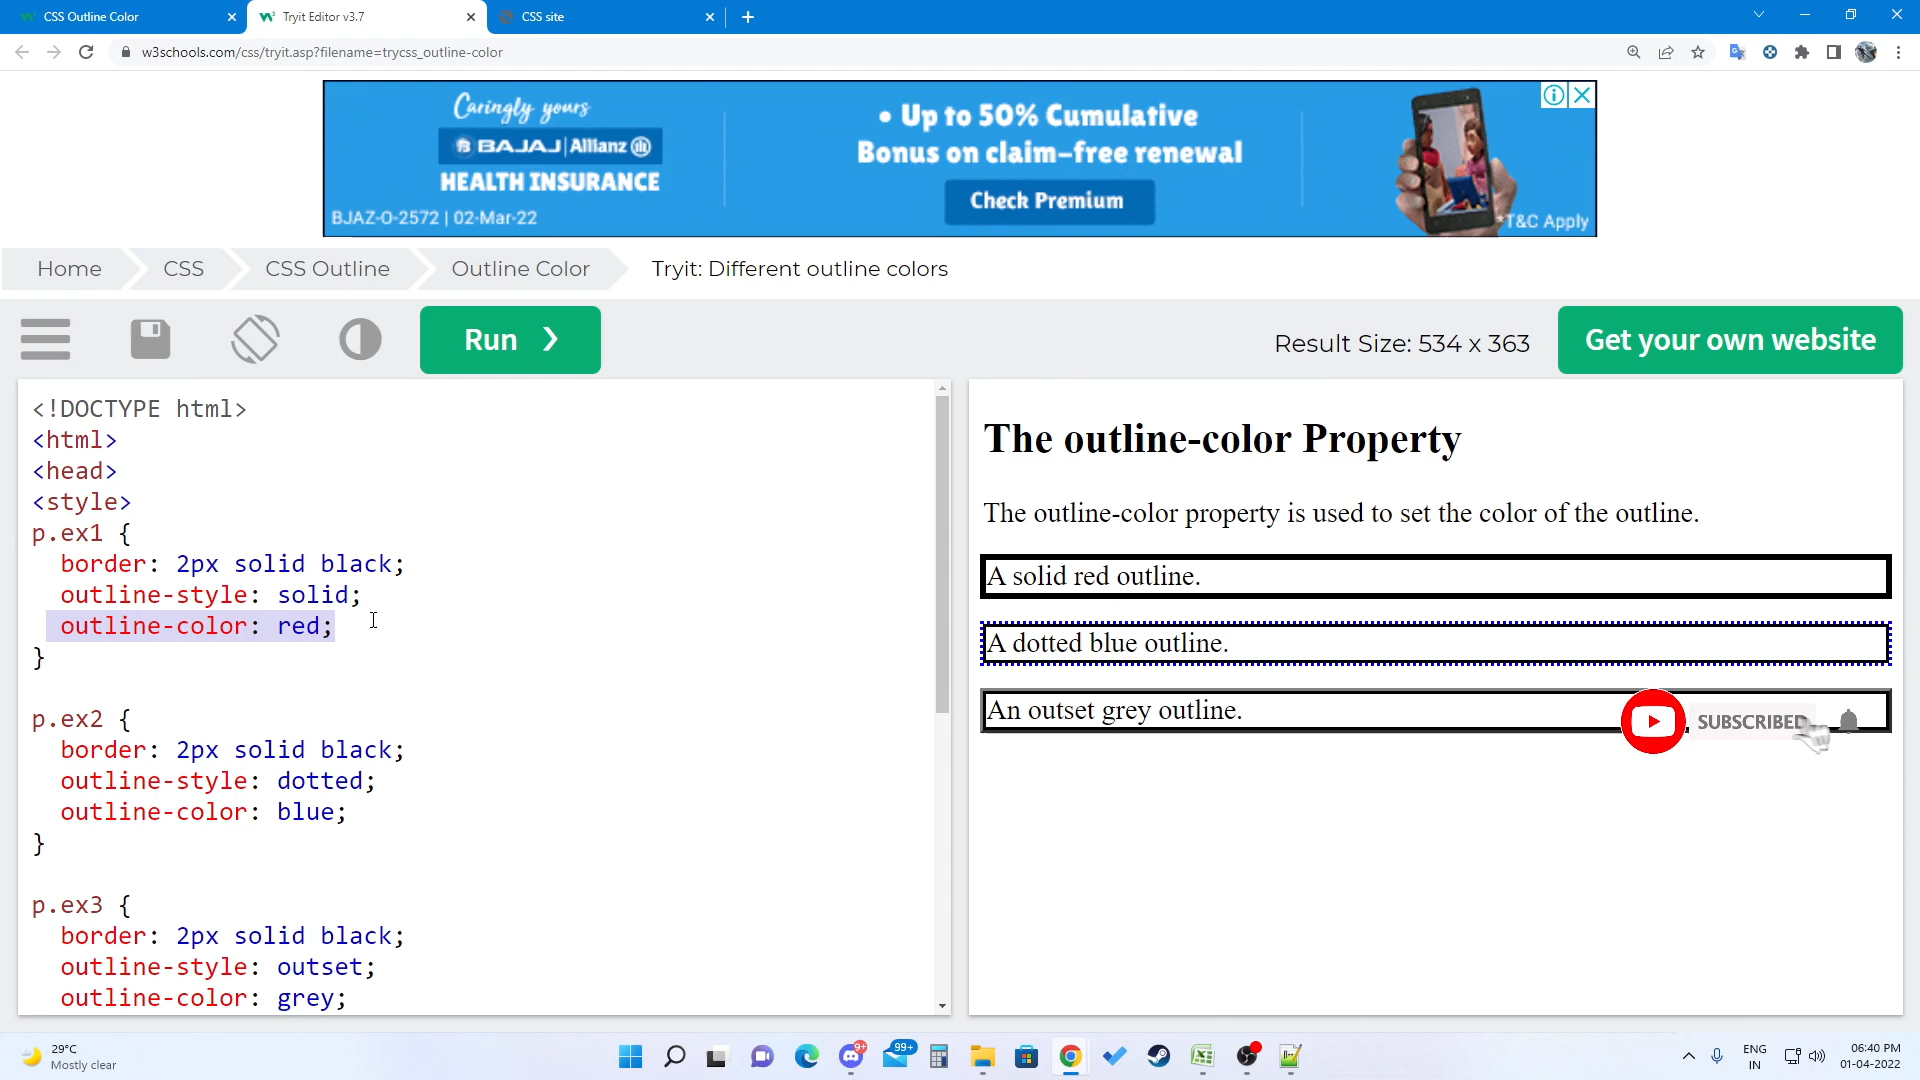 CSS Outline Color
Tryit Editor v3.7
CSS site
w3schools.com/css/tryit.asp?filename=trycss_outline-color
Caringly yours
BAJAJ | Allianz
HEALTH INSURANCE
BJAZ-O-2572 | 02-Mar-22
• Up to 50% Cumulative
Bonus on claim-free renewal
Check Premium
*T&C Apply
Home
CSS
CSS Outline
Outline Color
Tryit: Different outline colors
Run ❯
Result Size: 534 x 363
Get your own website
<!DOCTYPE html>
<html>
<head>
<style>
p.ex1 {
border: 2px solid black;
outline-style: solid;
outline-color: red;
}
p.ex2 {
border: 2px solid black;
outline-style: dotted;
outline-color: blue;
}
p.ex3 {
border: 2px solid black;
outline-style: outset;
outline-color: grey;
The outline-color Property
The outline-color property is used to set the color of the outline.
A solid red outline.
A dotted blue outline.
An outset grey outline.
SUBSCRIBED
29°C
Mostly clear
9+
99+
ENG
IN
06:40 PM
01-04-2022